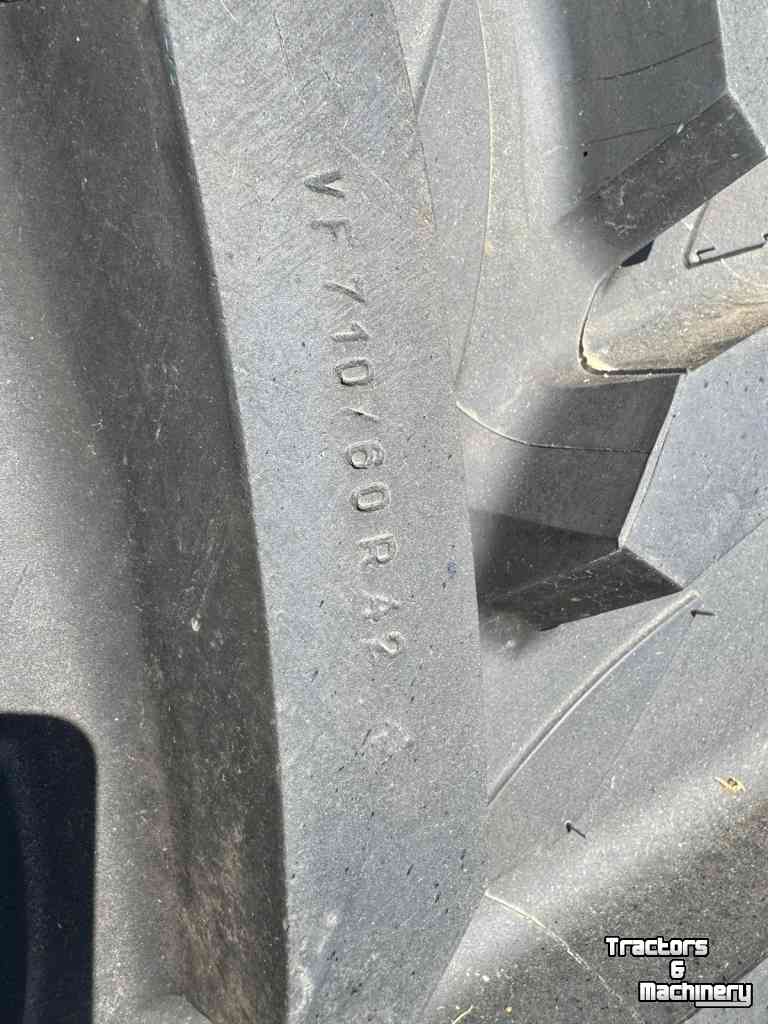 VF 710/60R42
Tractors
&
Machinery